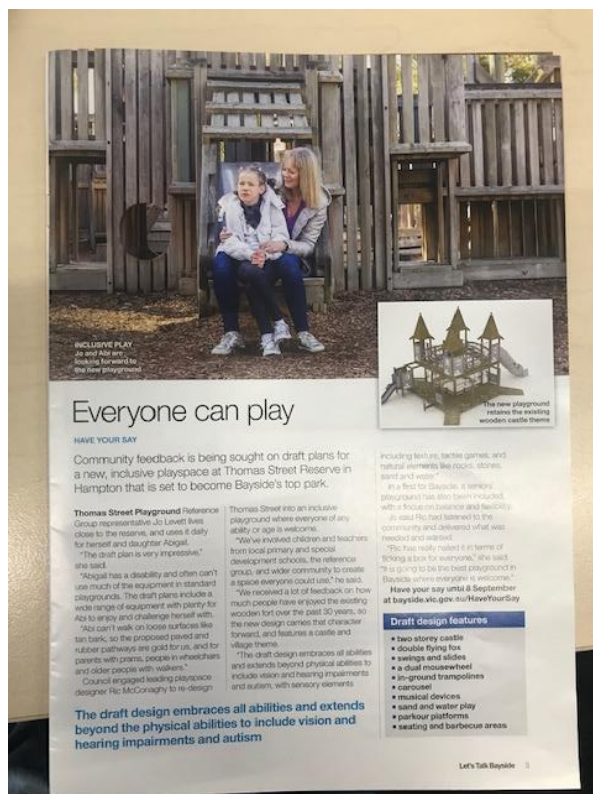 INCLUSIVE PLAY
Jo and Abi are
looking forward to
the new playground
The new playground
retains the existing
wooden castle theme
Everyone can play
HAVE YOUR SAY
Community feedback is being sought on draft plans for
a new, inclusive playspace at Thomas Street Reserve in
Hampton that is set to become Bayside's top park.
Thomas Street Playground Reference
Group representative Jo Levett lives
close to the reserve, and uses it daily
for herself and daughter Abigail.
"The draft plan is very impressive,"
she said.
"Abigail has a disability and often can't
use much of the equipment in standard
playgrounds. The draft plans include a
wide range of equipment with plenty for
Abi to enjoy and challenge herself with.
"Abi can't walk on loose surfaces like
tan bark, so the proposed paved and
rubber pathways are gold for us, and for
parents with prams, people in wheelchairs
and older people with walkers."
Council engaged leading playspace
designer Ric McConaghy to re-design
Thomas Street into an inclusive
playground where everyone of any
ability or age is welcome.
"We've involved children and teachers
from local primary and special
development schools, the reference
group, and wider community to create
a space everyone could use," he said.
"We received a lot of feedback on how
much people have enjoyed the existing
wooden fort over the past 30 years, so
the new design carries that character
forward, and features a castle and
village theme.
"The draft design embraces all abilities
and extends beyond physical abilities to
include vision and hearing impairments
and autism, with sensory elements
including texture, tactile games, and
natural elements like rocks, stones,
sand and water."
In a first for Bayside, a seniors'
playground has also been included,
with a focus on balance and flexibility.
Jo said Ric had listened to the
community and delivered what was
needed and wanted.
"Ric has really nailed it in terms of
ticking a box for everyone," she said.
"It is going to be the best playground in
Bayside where everyone is welcome."
Have your say until 8 September
at bayside.vic.gov.au/HaveYourSay
Draft design features
• two storey castle
• double flying fox
• swings and slides
• a dual mousewheel
• in-ground trampolines
• carousel
• musical devices
• sand and water play
• parkour platforms
• seating and barbecue areas
The draft design embraces all abilities and extends
beyond the physical abilities to include vision and
hearing impairments and autism
Let's Talk Bayside